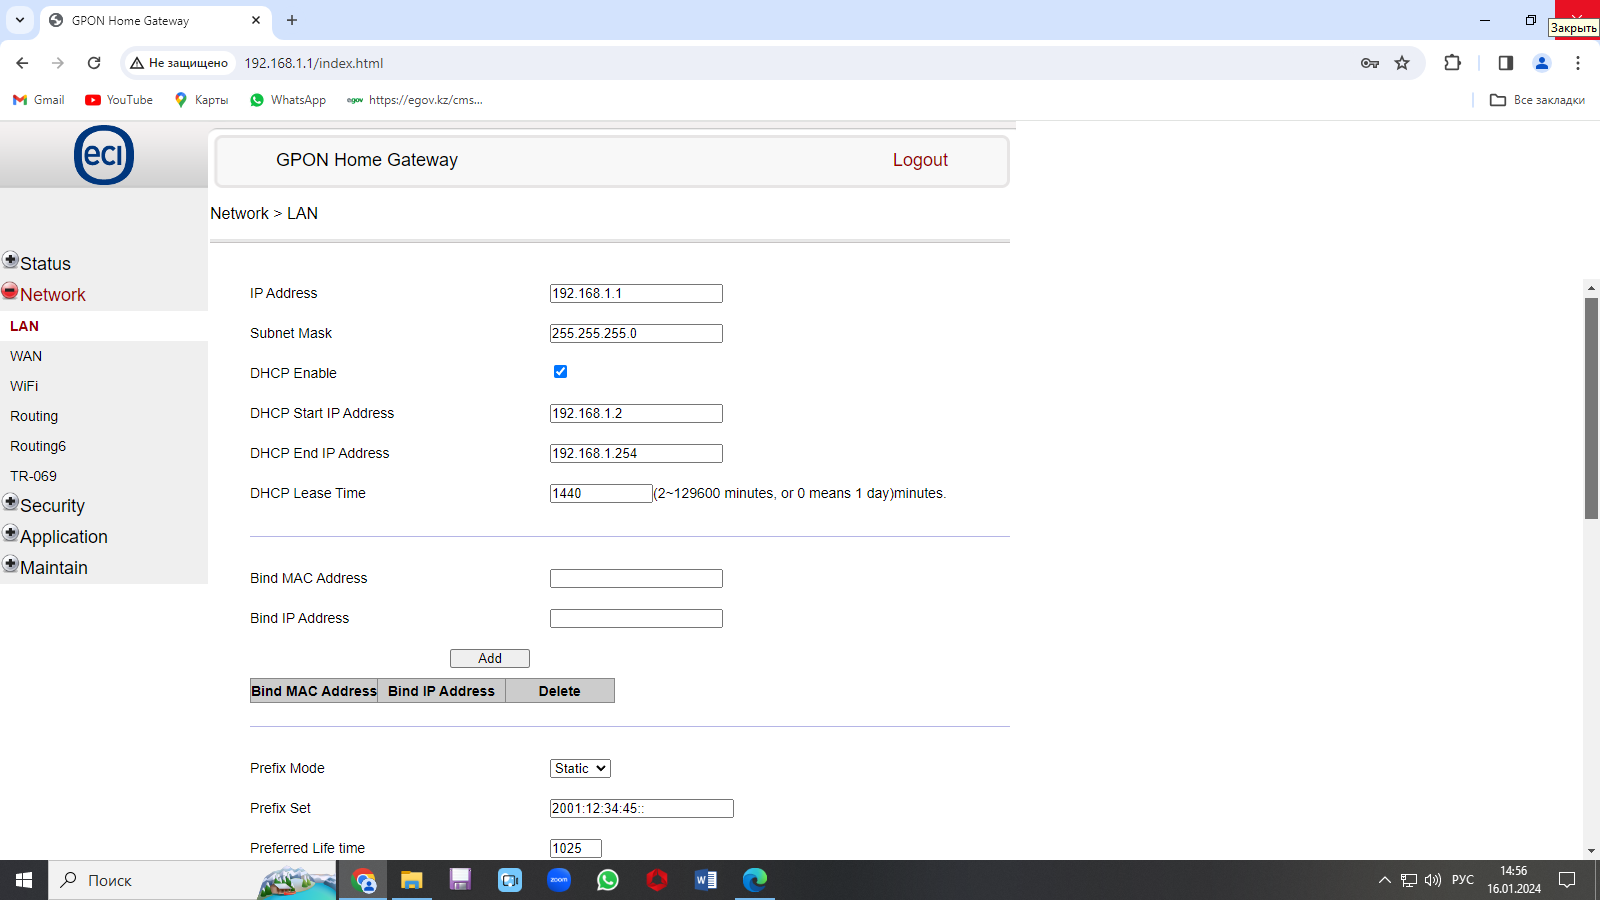 GPON Home Gateway
Закрыть
Не защищено
192.168.1.1/index.html
Gmail
YouTube
Карты
WhatsApp
egov
https://egov.kz/cms...
Все закладки
eci
GPON Home Gateway
Logout
Network > LAN
Status
Network
LAN
WAN
WiFi
Routing
Routing6
TR-069
Security
Application
Maintain
IP Address
192.168.1.1
Subnet Mask
255.255.255.0
DHCP Enable
DHCP Start IP Address
192.168.1.2
DHCP End IP Address
192.168.1.254
DHCP Lease Time
1440
(2~129600 minutes, or 0 means 1 day)minutes.
Bind MAC Address
Bind IP Address
Add
Bind MAC Address
Bind IP Address
Delete
Prefix Mode
Static
Prefix Set
2001:12:34:45::
Preferred Life time
1025
Поиск
zoom
W
РУС
14:56
16.01.2024